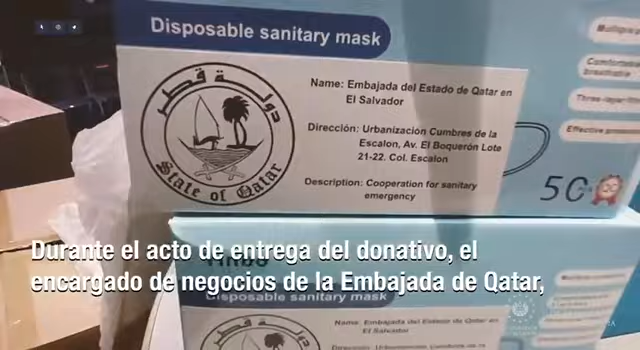 Disposable sanitary mask
دولة قطر
State of Qatar
Name: Embajada del Estado de Qatar en
El Salvador
Dirección: Urbanización Cumbres de la
Escalon, Av. El Boquerón Lote
21-22. Col. Escalon
Description: Cooperation for sanitary
emergency
breathable
50
Durante el acto de entrega del donativo, el
encargado de negocios de la Embajada de Qatar,
Disposable sanitary mask
Name: Embajada del Estado de Qatar en
El Salvador